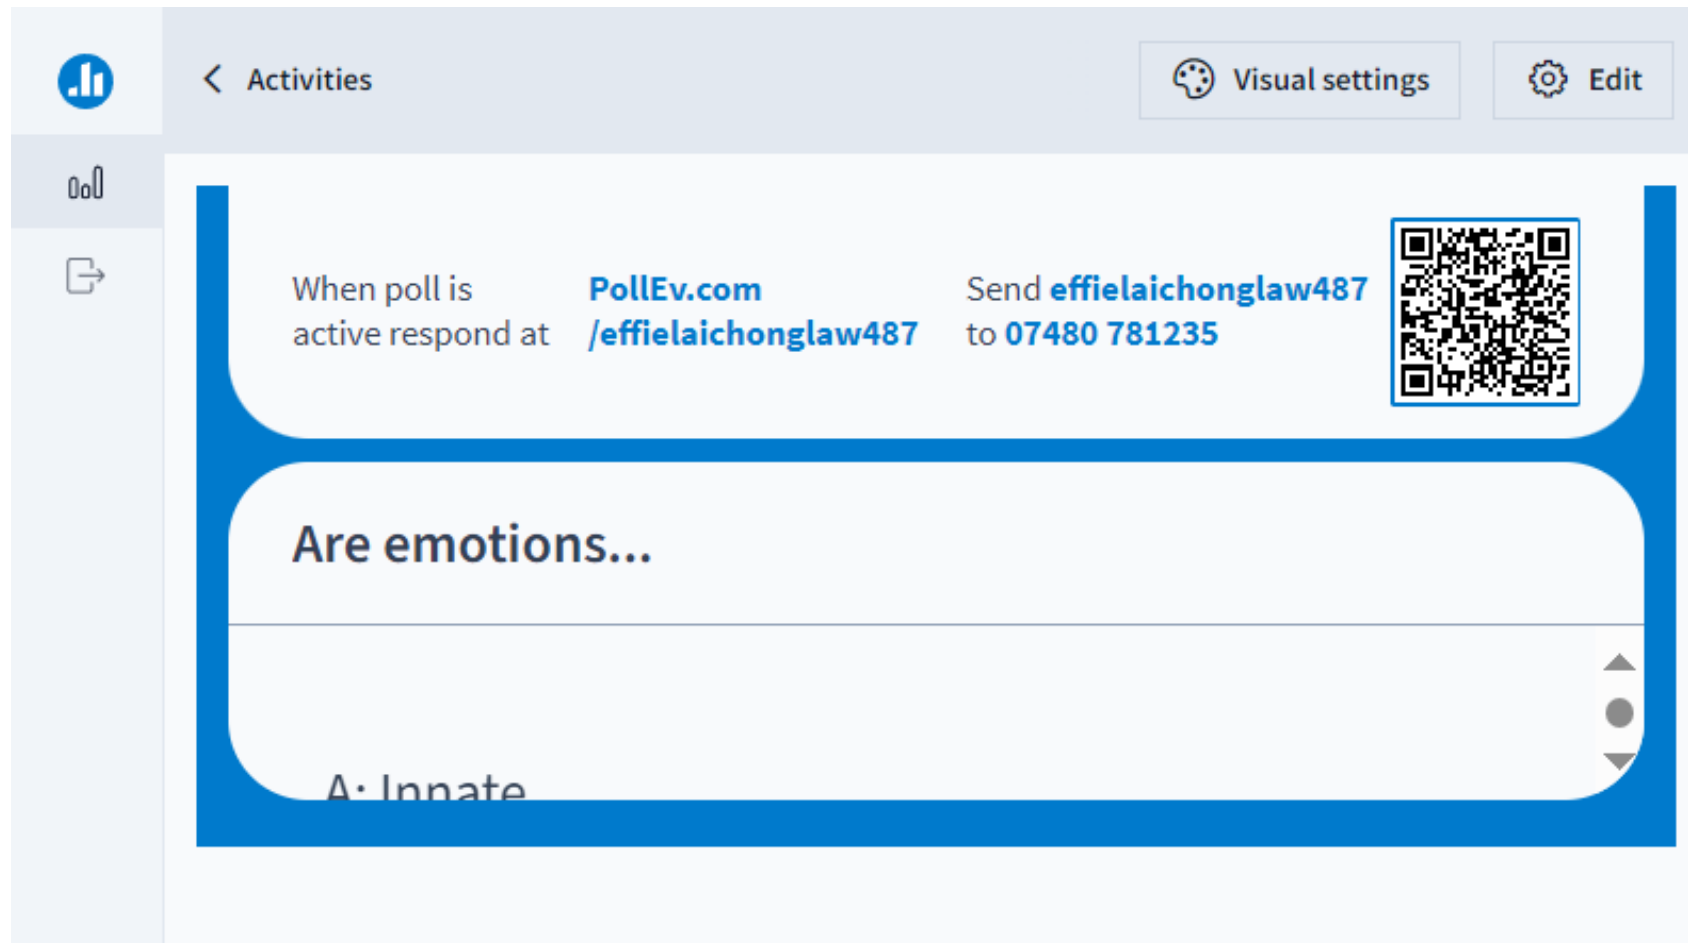 Activities
Visual settings
Edit
When poll is
active respond at
PollEv.com
/effielaichonglaw487
Send effielaichonglaw487
to 07480 781235
Are emotions...
A: Innate